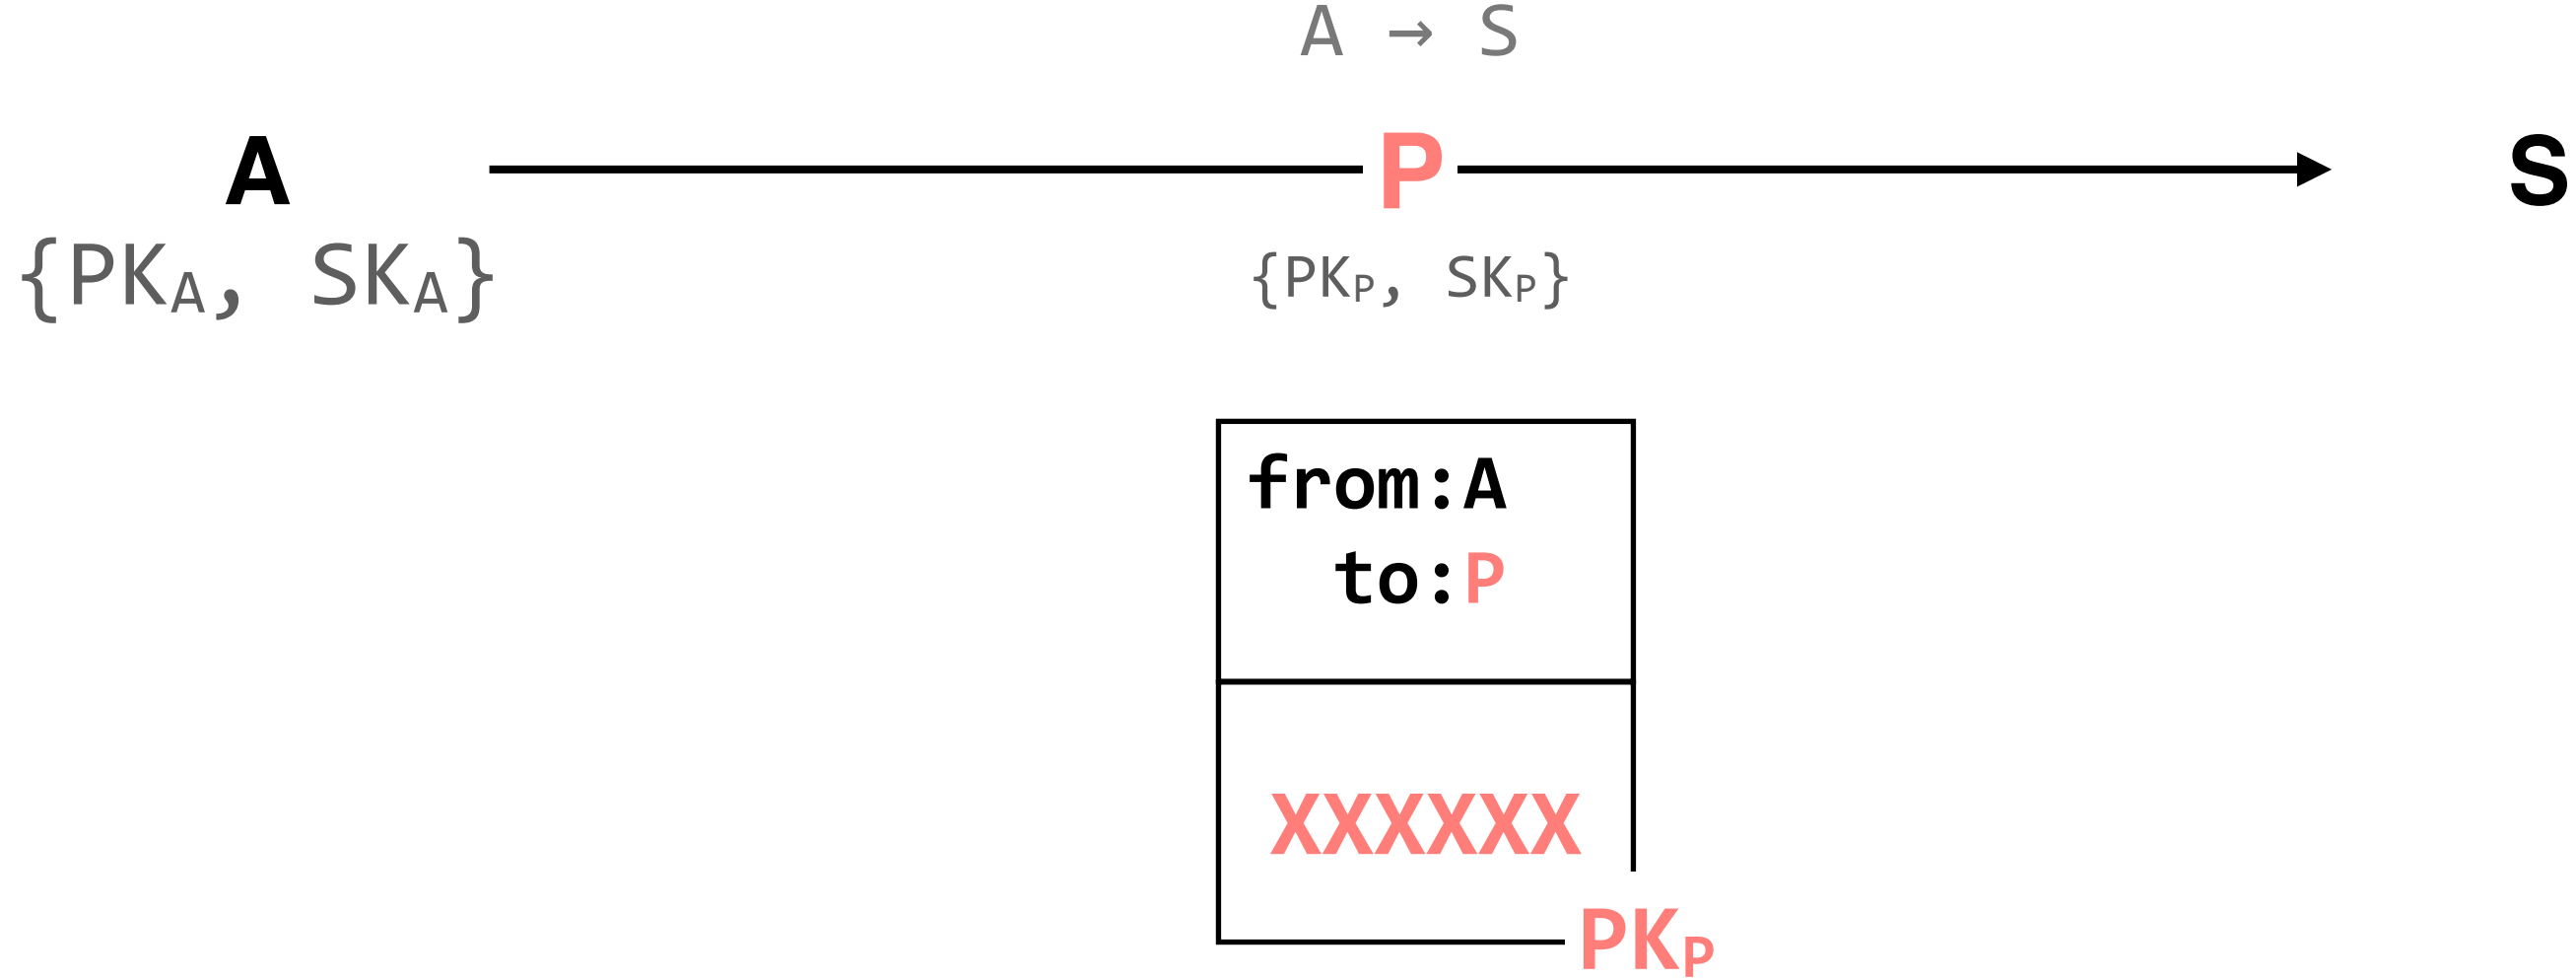 A → S
A P S
{PKA, SKA} {PKP, SKP}
from:A
to:P
XXXXXX
PKP